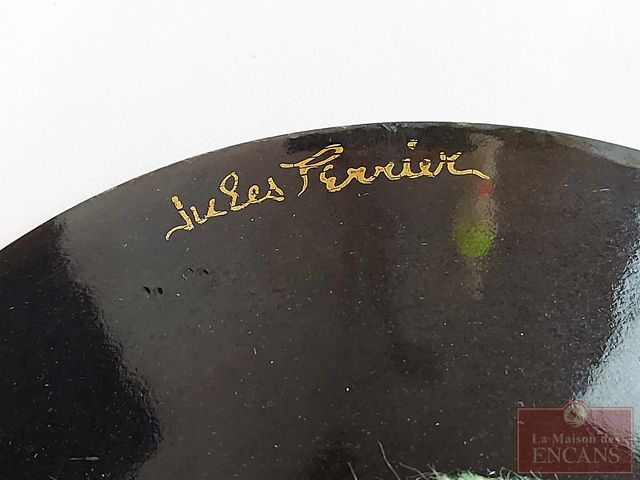 Jules Perrier
La Maison des
ENCANS